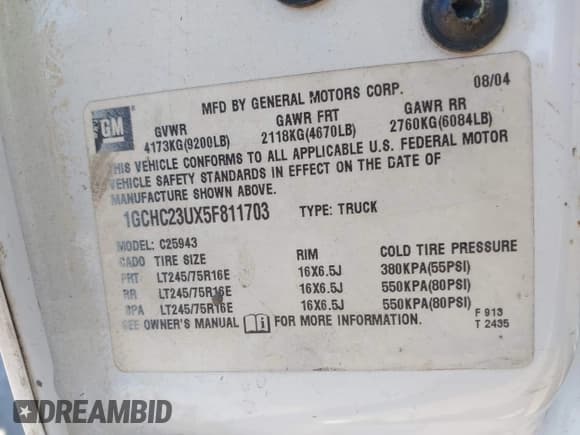 MFD BY GENERAL MOTORS CORP. 08/04
GM
GVWR GAWR FRT GAWR RR
4173KG(9200LB) 2118KG(4670LB) 2760KG(6084LB)
THIS VEHICLE CONFORMS TO ALL APPLICABLE U.S. FEDERAL MOTOR
VEHICLE SAFETY STANDARDS IN EFFECT ON THE DATE OF
MANUFACTURE SHOWN ABOVE.
1GCHC23UX5F811703 TYPE: TRUCK
MODEL: C25943
CADO TIRE SIZE RIM COLD TIRE PRESSURE
FRT LT245/75R16E 16X6.5J 380KPA(55PSI)
RR LT245/75R16E 16X6.5J 550KPA(80PSI)
SPA LT245/75R16E 16X6.5J 550KPA(80PSI)
SEE OWNER'S MANUAL FOR MORE INFORMATION.
F 913
T 2435
DREAMBID